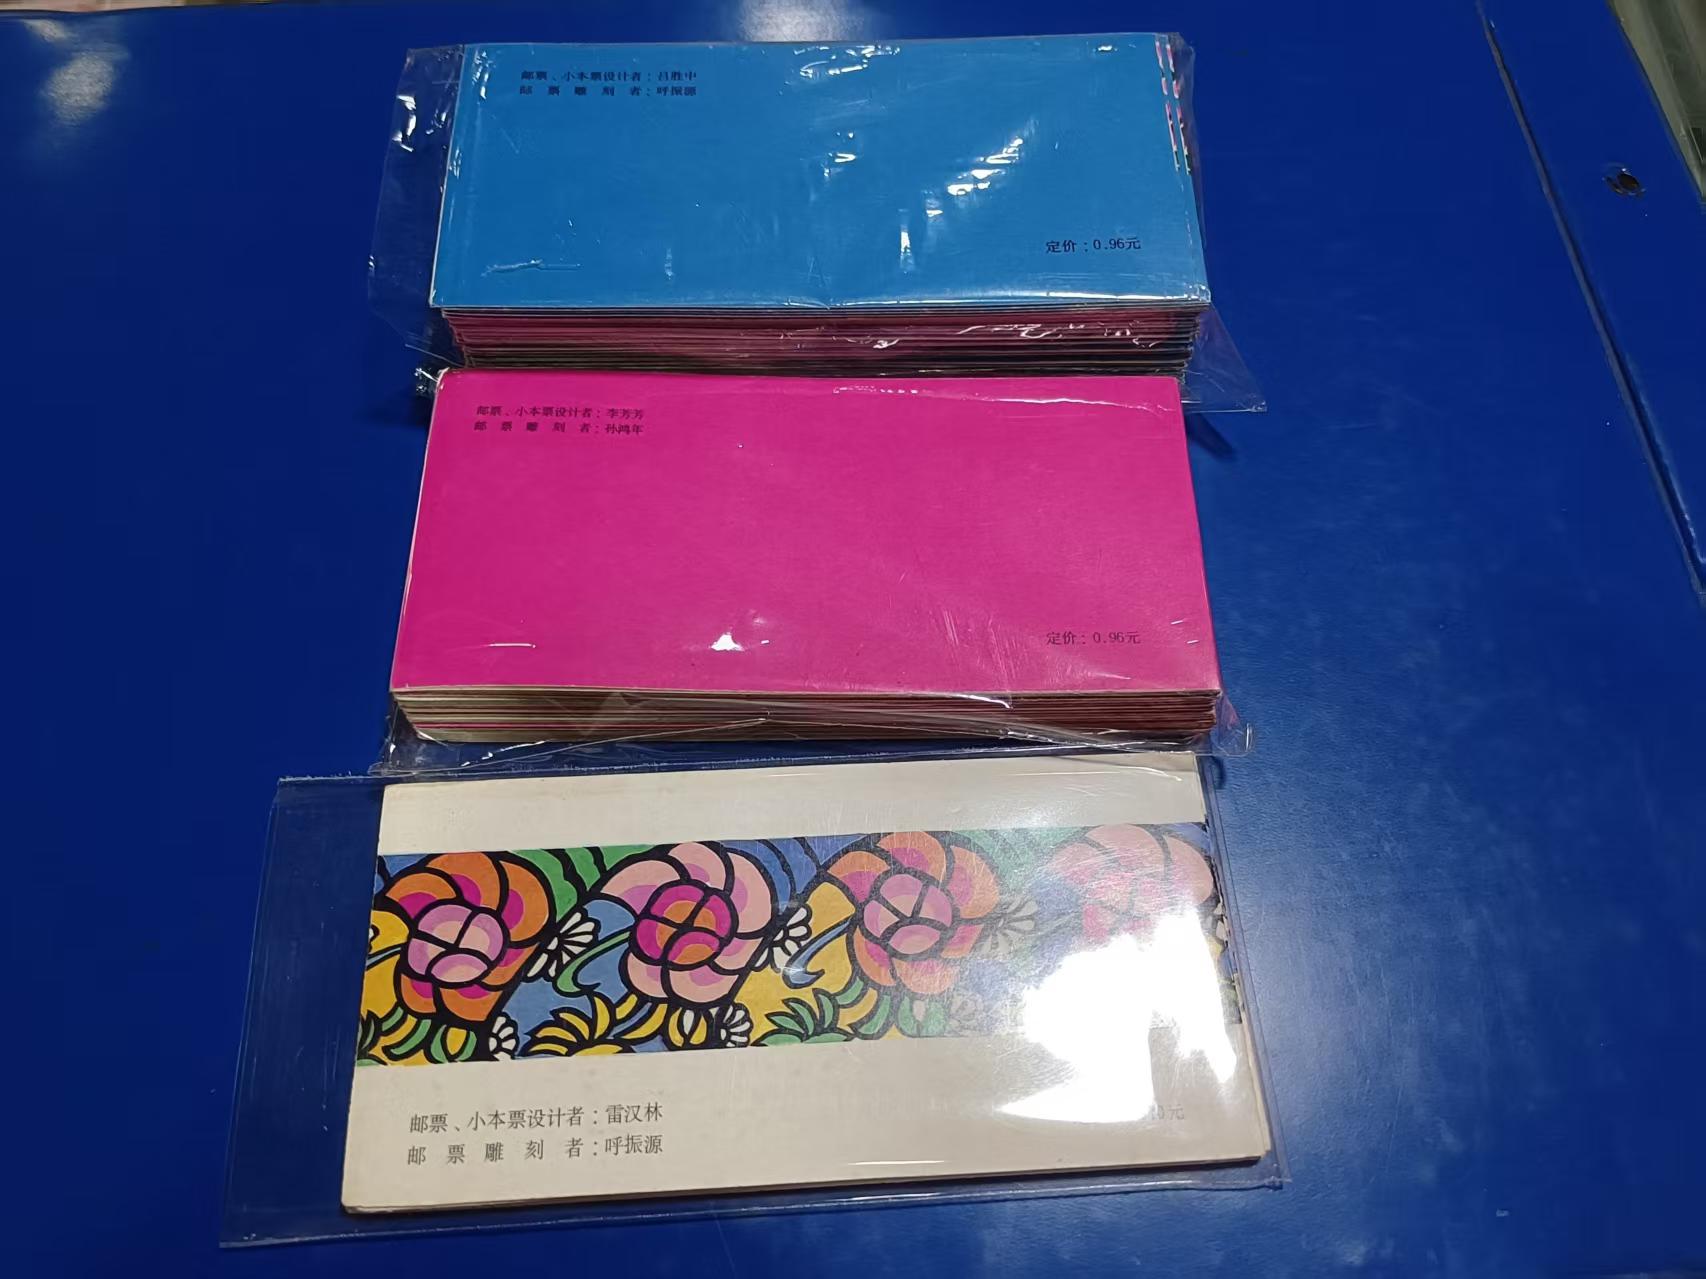 邮票、小本票设计者：吕胜中
邮票雕刻者：呼振源
定价：0.96元
邮票、小本票设计者：李芳芳
邮票雕刻者：孙鸿年
定价：0.96元
邮票、小本票设计者：雷汉林
邮票雕刻者：呼振源
元